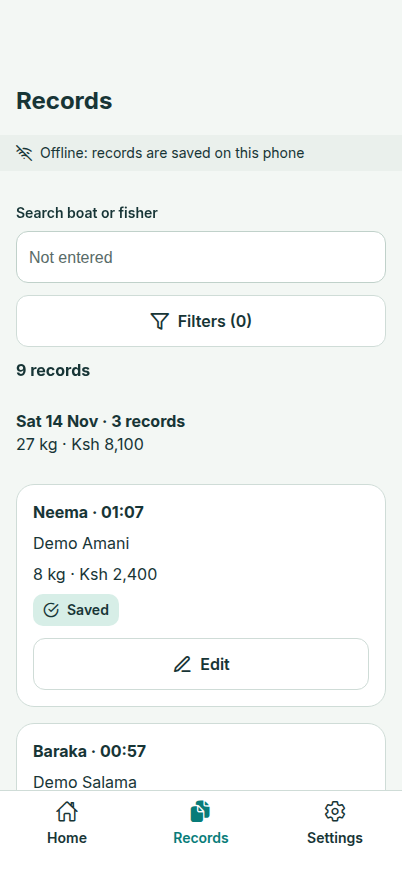 Records
Offline: records are saved on this phone
Search boat or fisher
Not entered
Filters (0)
9 records
Sat 14 Nov · 3 records
27 kg · Ksh 8,100
Neema · 01:07
Demo Amani
8 kg · Ksh 2,400
Saved
Edit
Baraka · 00:57
Demo Salama
Home
Records
Settings